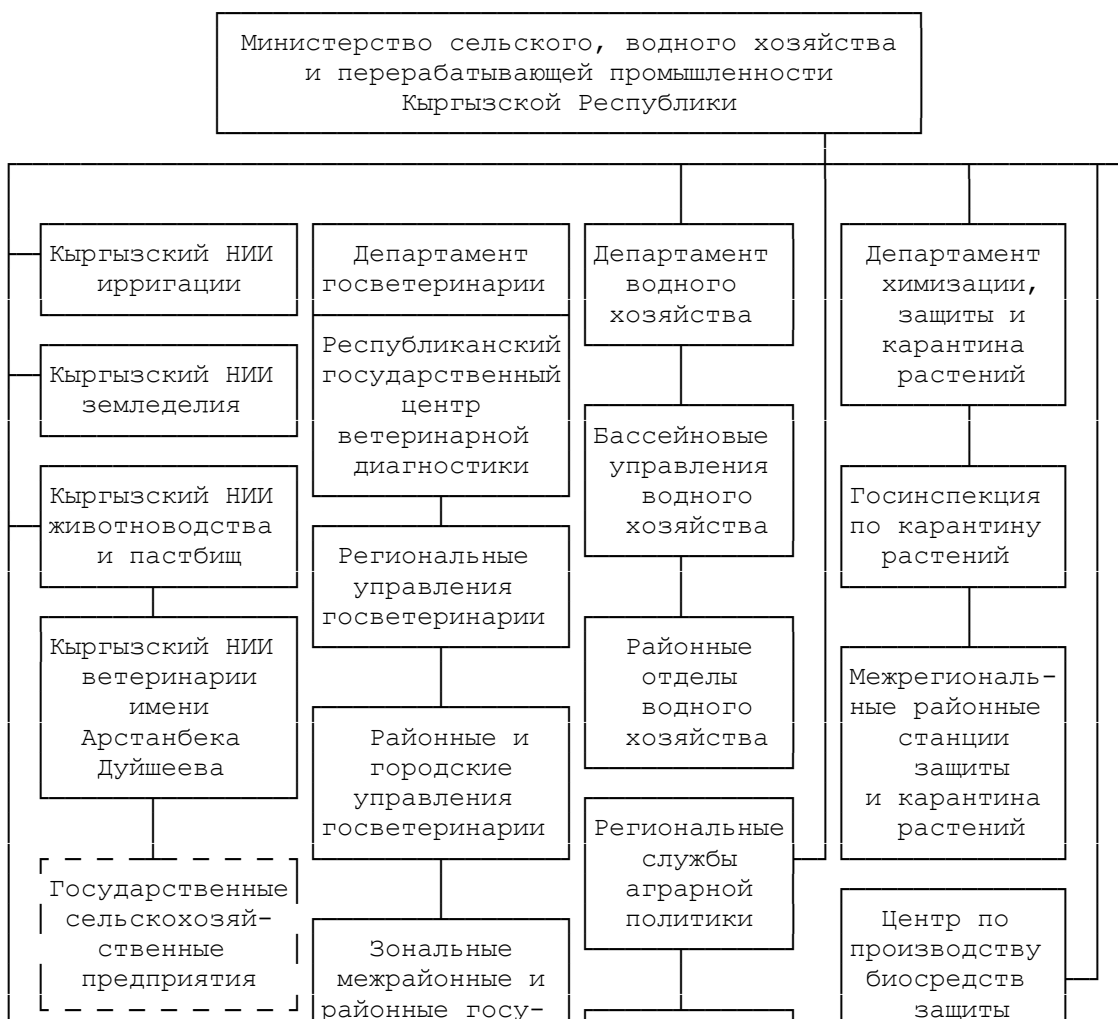 Министерство сельского, водного хозяйства
и перерабатывающей промышленности
Кыргызской Республики
Кыргызский НИИ
ирригации
Кыргызский НИИ
земледелия
Кыргызский НИИ
животноводства
и пастбищ
Кыргызский НИИ
ветеринарии
имени
Арстанбека
Дуйшеева
Государственные
сельскохозяй-
ственные
предприятия
Департамент
госветеринарии
Республиканский
государственный
центр
ветеринарной
диагностики
Региональные
управления
госветеринарии
Районные и
городские
управления
госветеринарии
Зональные
межрайонные и
районные госу-
Департамент
водного
хозяйства
Бассейновые
управления
водного
хозяйства
Районные
отделы
водного
хозяйства
Региональные
службы
аграрной
политики
Департамент
химизации,
защиты и
карантина
растений
Госинспекция
по карантину
растений
Межрегиональ-
ные районные
станции
защиты
и карантина
растений
Центр по
производству
биосредств
защиты